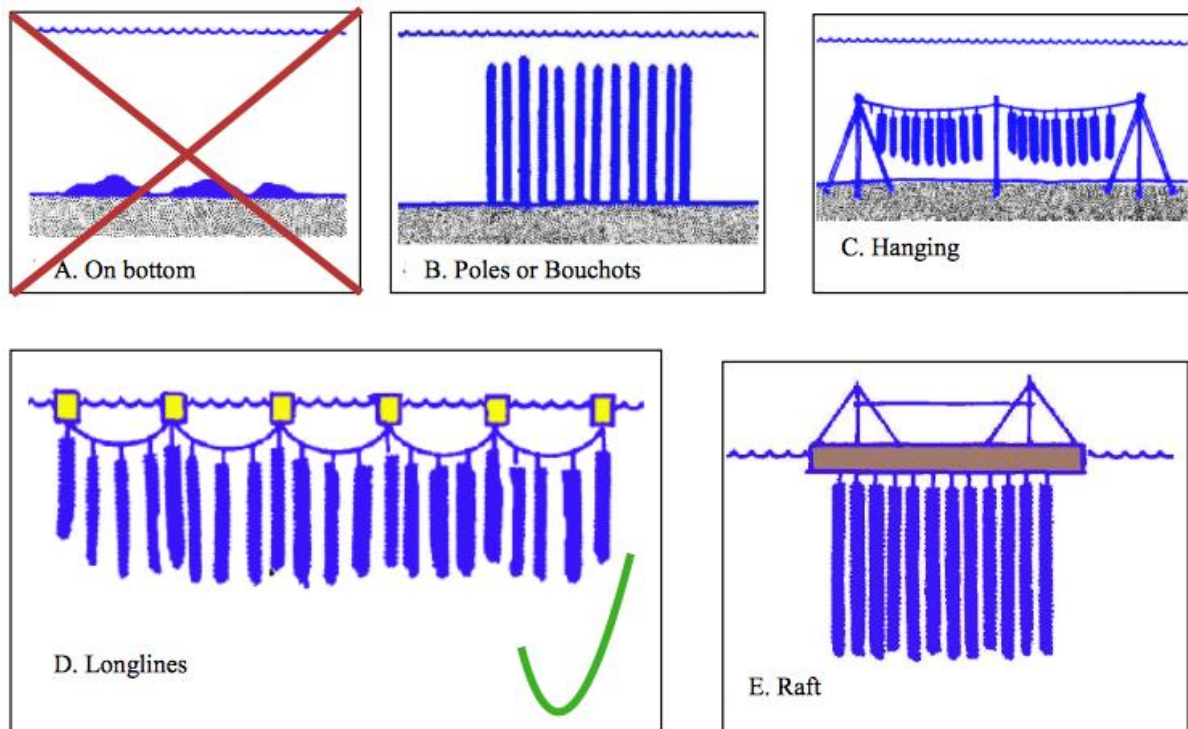 A. On bottom
B. Poles or Bouchots
C. Hanging
D. Longlines
E. Raft